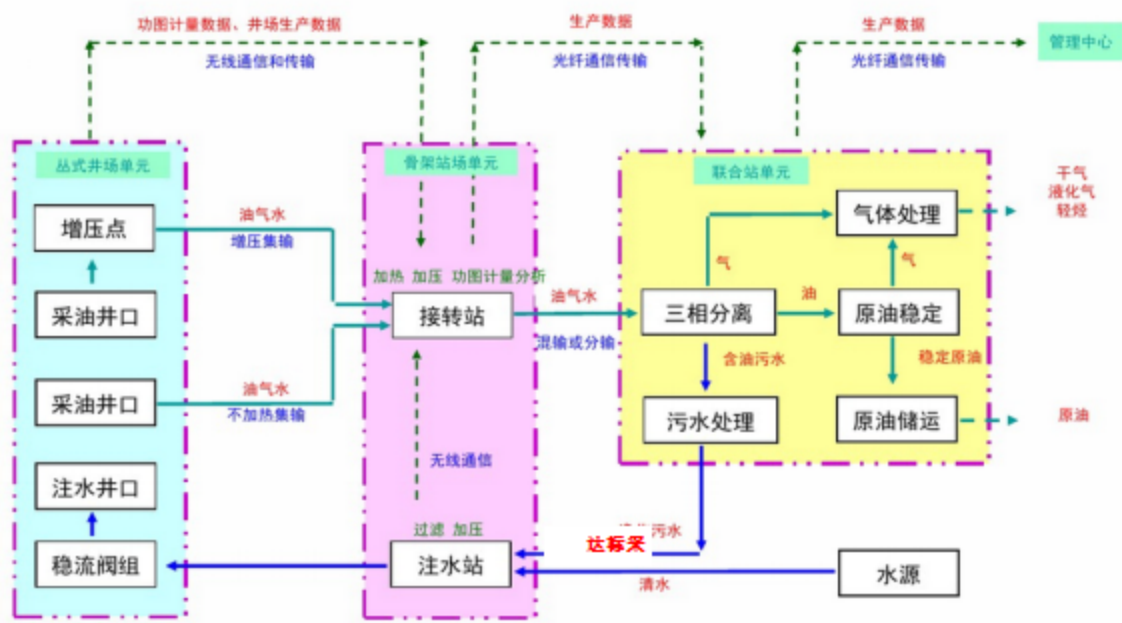 功图计量数据、井场生产数据
生产数据
生产数据
管理中心
无线通信和传输
光纤通信传输
光纤通信传输
丛式井场单元
骨架站场单元
联合站单元
干气
液化气
轻烃
增压点
油气水
增压集输
气体处理
气
气
加热 加压 功图计量分析
采油井口
接转站
油气水
混输或分输
三相分离
油
原油稳定
含油污水
稳定原油
采油井口
油气水
不加热集输
污水处理
原油储运
原油
注水井口
无线通信
过滤 加压
污水
稳流阀组
注水站
清水
水源